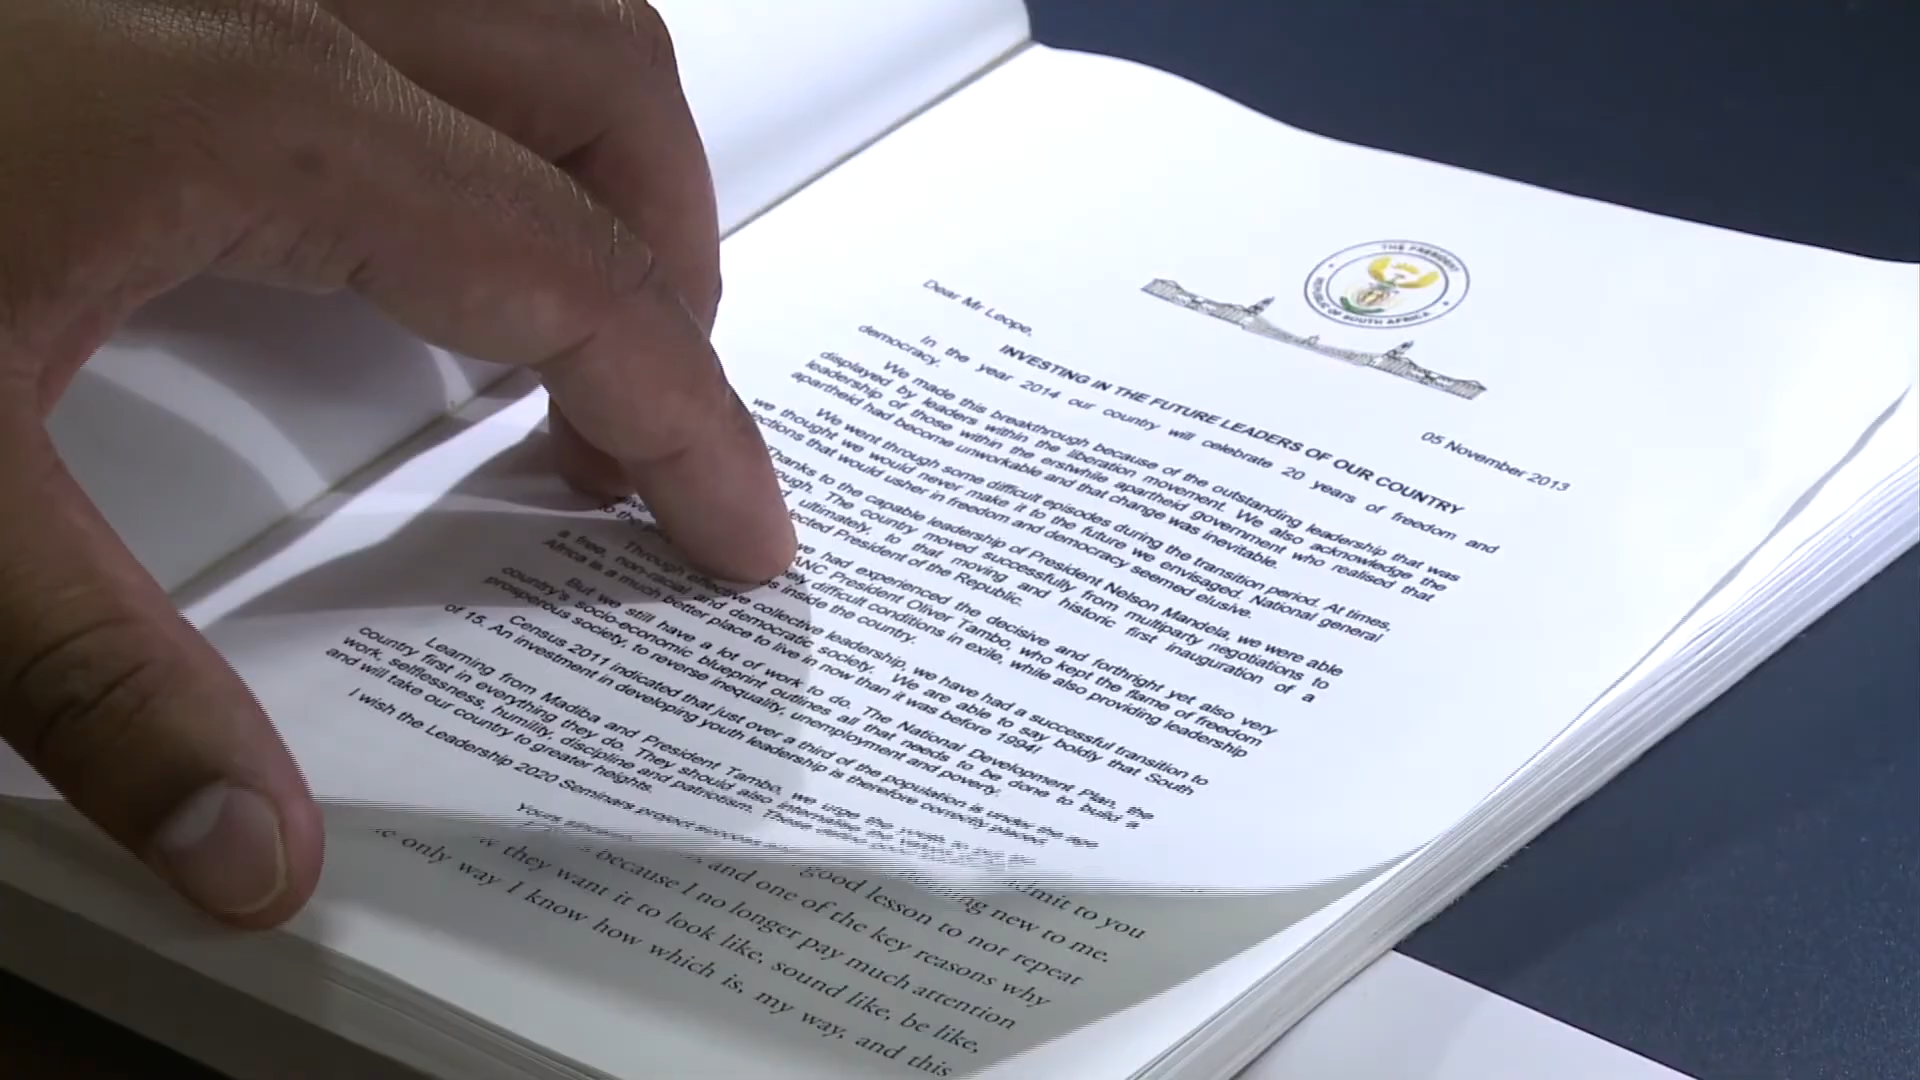 THE PRESIDENT
REPUBLIC OF SOUTH AFRICA
05 November 2013
Dear Mr Leope,
INVESTING IN THE FUTURE LEADERS OF OUR COUNTRY
In the year 2014 our country will celebrate 20 years of freedom and
democracy.
We made this breakthrough because of the outstanding leadership that was
displayed by leaders within the liberation movement. We also acknowledge the
leadership of those within the erstwhile apartheid government who realised that
apartheid had become unworkable and that change was inevitable.
We went through some difficult episodes during the transition period. At times,
we thought we would never make it to the future we envisaged. National general
that would usher in freedom and democracy seemed elusive.
Thanks to the capable leadership of President Nelson Mandela, we were able
The country moved successfully from multiparty negotiations to
ultimately, to that moving and historic first inauguration of a
President of the Republic.
we had experienced the decisive and forthright yet also very
ANC President Oliver Tambo, who kept the flame of freedom
difficult conditions in exile, while also providing leadership
inside the country.
Through effective collective leadership, we have had a successful transition to
a free, non-racial and democratic society. We are able to say boldly that South
Africa is a much better place to live in now than it was before 1994!
But we still have a lot of work to do. The National Development Plan, the
country's socio-economic blueprint outlines all that needs to be done to build a
prosperous society, to reverse inequality, unemployment and poverty.
Census 2011 indicated that just over a third of the population is under the age
of 15. An investment in developing youth leadership is therefore correctly placed.
Learning from Madiba and President Tambo, we urge the youth to put the
country first in everything they do. They should also internalise the
work, selflessness, humility, discipline and patriotism. These
and will take our country to greater heights.
I wish the Leadership 2020 Seminars project success
Yours
admit to you
new to me.
good lesson to not repeat
and one of the key reasons why
because I no longer pay much attention
they want it to look like, sound like, be like,
only way I know how which is, my way, and this